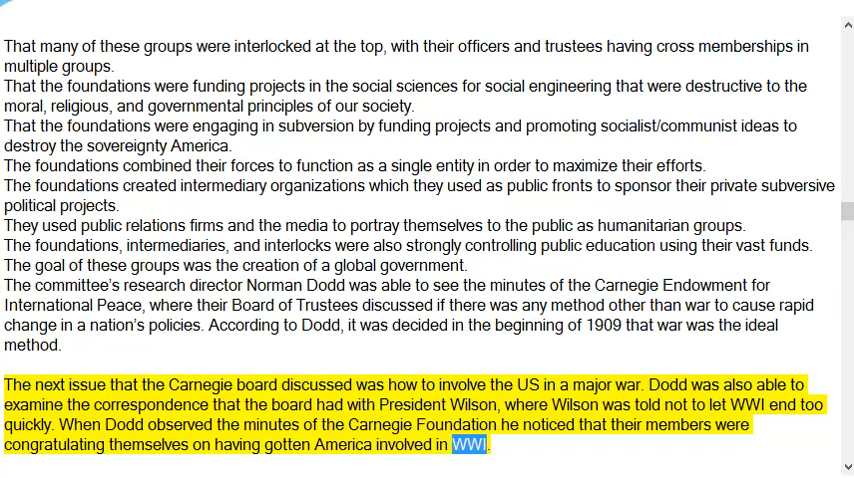 That many of these groups were interlocked at the top, with their officers and trustees having cross memberships in
multiple groups.
That the foundations were funding projects in the social sciences for social engineering that were destructive to the
moral, religious, and governmental principles of our society.
That the foundations were engaging in subversion by funding projects and promoting socialist/communist ideas to
destroy the sovereignty America.
The foundations combined their forces to function as a single entity in order to maximize their efforts.
The foundations created intermediary organizations which they used as public fronts to sponsor their private subversive
political projects.
They used public relations firms and the media to portray themselves to the public as humanitarian groups.
The foundations, intermediaries, and interlocks were also strongly controlling public education using their vast funds.
The goal of these groups was the creation of a global government.
The committee’s research director Norman Dodd was able to see the minutes of the Carnegie Endowment for
International Peace, where their Board of Trustees discussed if there was any method other than war to cause rapid
change in a nation’s policies. According to Dodd, it was decided in the beginning of 1909 that war was the ideal
method.
The next issue that the Carnegie board discussed was how to involve the US in a major war. Dodd was also able to
examine the correspondence that the board had with President Wilson, where Wilson was told not to let WWI end too
quickly. When Dodd observed the minutes of the Carnegie Foundation he noticed that their members were
congratulating themselves on having gotten America involved in WWI.